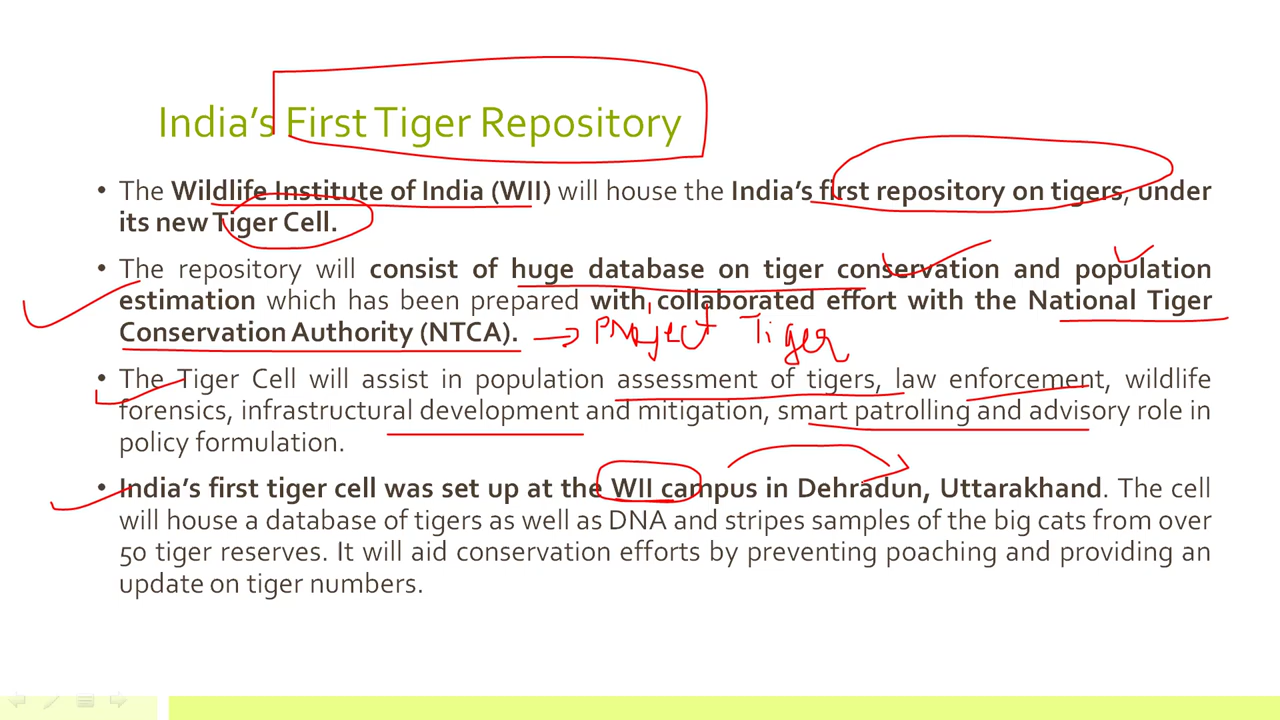 India's First Tiger Repository
• The Wildlife Institute of India (WII) will house the India's first repository on tigers, under
its new Tiger Cell.
• The repository will consist of huge database on tiger conservation and population
estimation which has been prepared with collaborated effort with the National Tiger
Conservation Authority (NTCA). → Project Tiger
• The Tiger Cell will assist in population assessment of tigers, law enforcement, wildlife
forensics, infrastructural development and mitigation, smart patrolling and advisory role in
policy formulation.
• India's first tiger cell was set up at the WII campus in Dehradun, Uttarakhand. The cell
will house a database of tigers as well as DNA and stripes samples of the big cats from over
50 tiger reserves. It will aid conservation efforts by preventing poaching and providing an
update on tiger numbers.